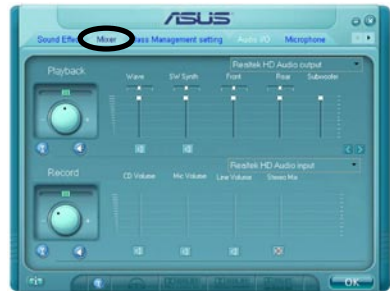 ASUS
Sound Effect Mixer Bass Management setting Audio I/O Microphone
Realtek HD Audio output
Playback
Wave SW Synth Front Rear Subwoofer
Realtek HD Audio input
Record
CD Volume Mic Volume Line Volume Stereo Mix
OK